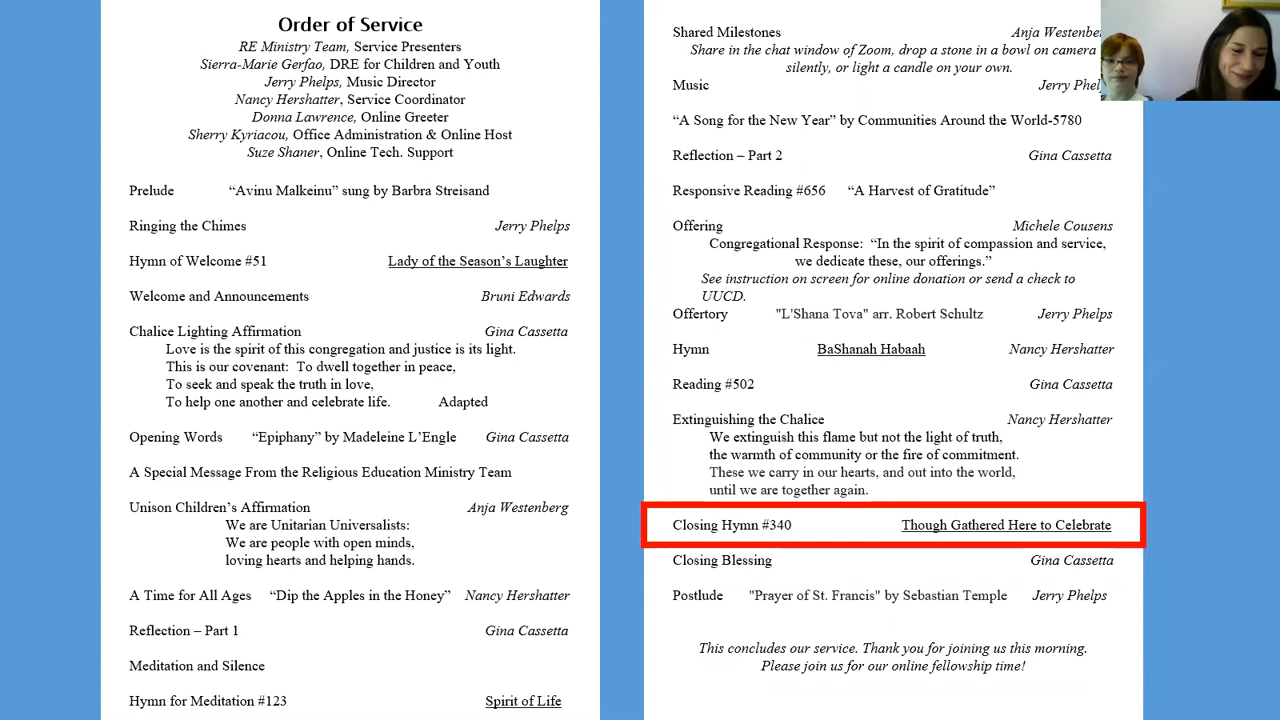 Order of Service
RE Ministry Team, Service Presenters
Sierra-Marie Gerfao, DRE for Children and Youth
Jerry Phelps, Music Director
Nancy Hershatter, Service Coordinator
Donna Lawrence, Online Greeter
Sherry Kyriacou, Office Administration & Online Host
Suze Shaner, Online Tech. Support
Prelude “Avinu Malkeinu” sung by Barbra Streisand
Ringing the Chimes Jerry Phelps
Hymn of Welcome #51 Lady of the Season’s Laughter
Welcome and Announcements Bruni Edwards
Chalice Lighting Affirmation Gina Cassetta
Love is the spirit of this congregation and justice is its light.
This is our covenant: To dwell together in peace,
To seek and speak the truth in love,
To help one another and celebrate life. Adapted
Opening Words “Epiphany” by Madeleine L’Engle Gina Cassetta
A Special Message From the Religious Education Ministry Team
Unison Children’s Affirmation Anja Westenberg
We are Unitarian Universalists:
We are people with open minds,
loving hearts and helping hands.
A Time for All Ages “Dip the Apples in the Honey” Nancy Hershatter
Reflection – Part 1 Gina Cassetta
Meditation and Silence
Hymn for Meditation #123 Spirit of Life
Shared Milestones Anja Westenberg
Share in the chat window of Zoom, drop a stone in a bowl on camera
silently, or light a candle on your own.
Music Jerry Phelps
“A Song for the New Year” by Communities Around the World-5780
Reflection – Part 2 Gina Cassetta
Responsive Reading #656 “A Harvest of Gratitude”
Offering Michele Cousens
Congregational Response: “In the spirit of compassion and service,
we dedicate these, our offerings.”
See instruction on screen for online donation or send a check to
UUCD.
Offertory "L'Shana Tova" arr. Robert Schultz Jerry Phelps
Hymn BaShanah Habaah Nancy Hershatter
Reading #502 Gina Cassetta
Extinguishing the Chalice Nancy Hershatter
We extinguish this flame but not the light of truth,
the warmth of community or the fire of commitment.
These we carry in our hearts, and out into the world,
until we are together again.
Closing Hymn #340 Though Gathered Here to Celebrate
Closing Blessing Gina Cassetta
Postlude "Prayer of St. Francis" by Sebastian Temple Jerry Phelps
This concludes our service. Thank you for joining us this morning.
Please join us for our online fellowship time!